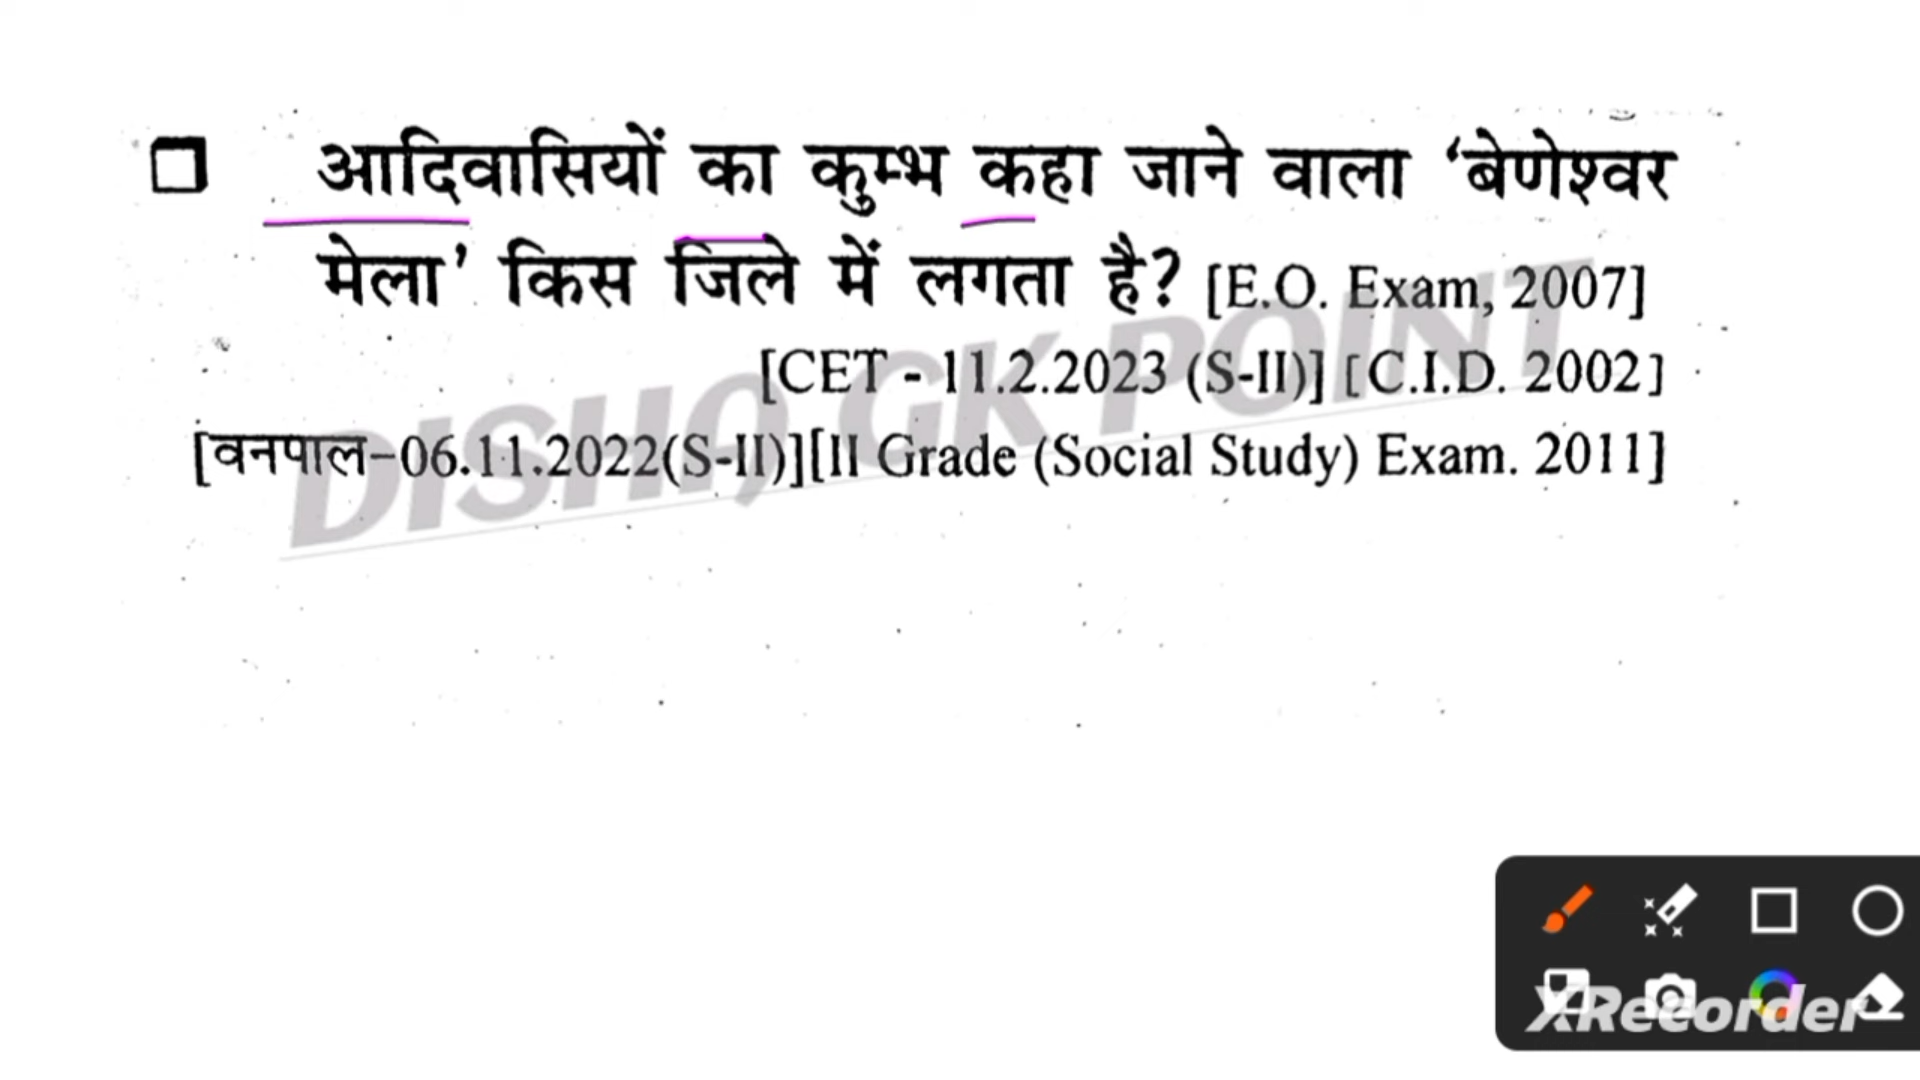 आदिवासियों का कुम्भ कहा जाने वाला ‘बेणेश्वर
मेला’ किस जिले में लगता है? [E.O. Exam, 2007]
[CET - 11.2.2023 (S-II)] [C.I.D. 2002]
[वनपाल-06.11.2022(S-II)][II Grade (Social Study) Exam. 2011]
DISHA GK POINT
XRecorder